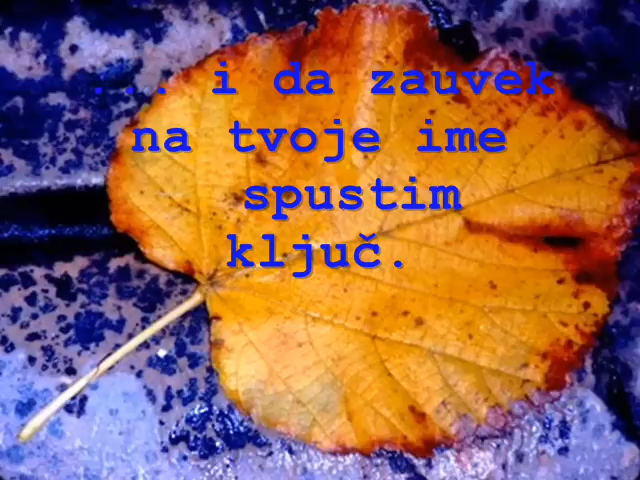 ... i da zauvek
na tvoje ime
spustim
ključ.